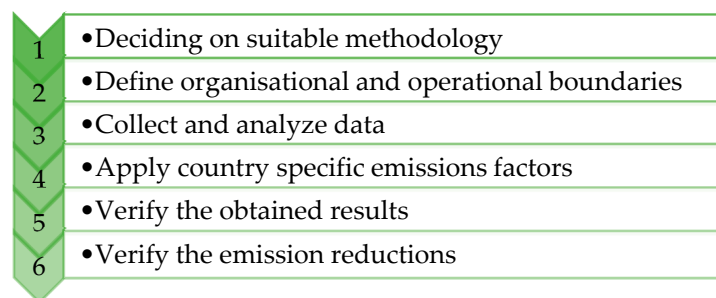 1 •Deciding on suitable methodology
2 •Define organisational and operational boundaries
3 •Collect and analyze data
4 •Apply country specific emissions factors
5 •Verify the obtained results
6 •Verify the emission reductions